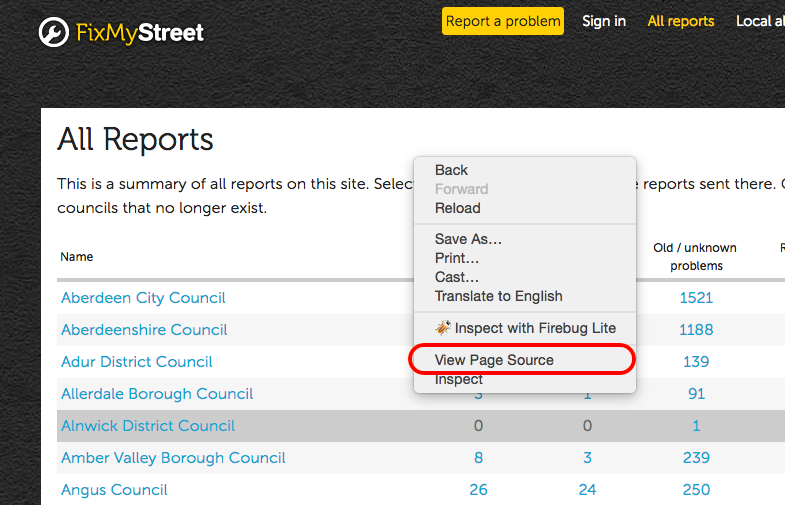 FixMyStreet
Report a problem Sign in All reports Local al
All Reports
This is a summary of all reports on this site. Selec reports sent there.
councils that no longer exist.
Name Old / unknown
problems
Back
Forward
Reload
Save As...
Print...
Cast...
Translate to English
Inspect with Firebug Lite
View Page Source
Inspect
Aberdeen City Council 1521
Aberdeenshire Council 1188
Adur District Council 139
Allerdale Borough Council 3 1 91
Alnwick District Council 0 0 1
Amber Valley Borough Council 8 3 239
Angus Council 26 24 250